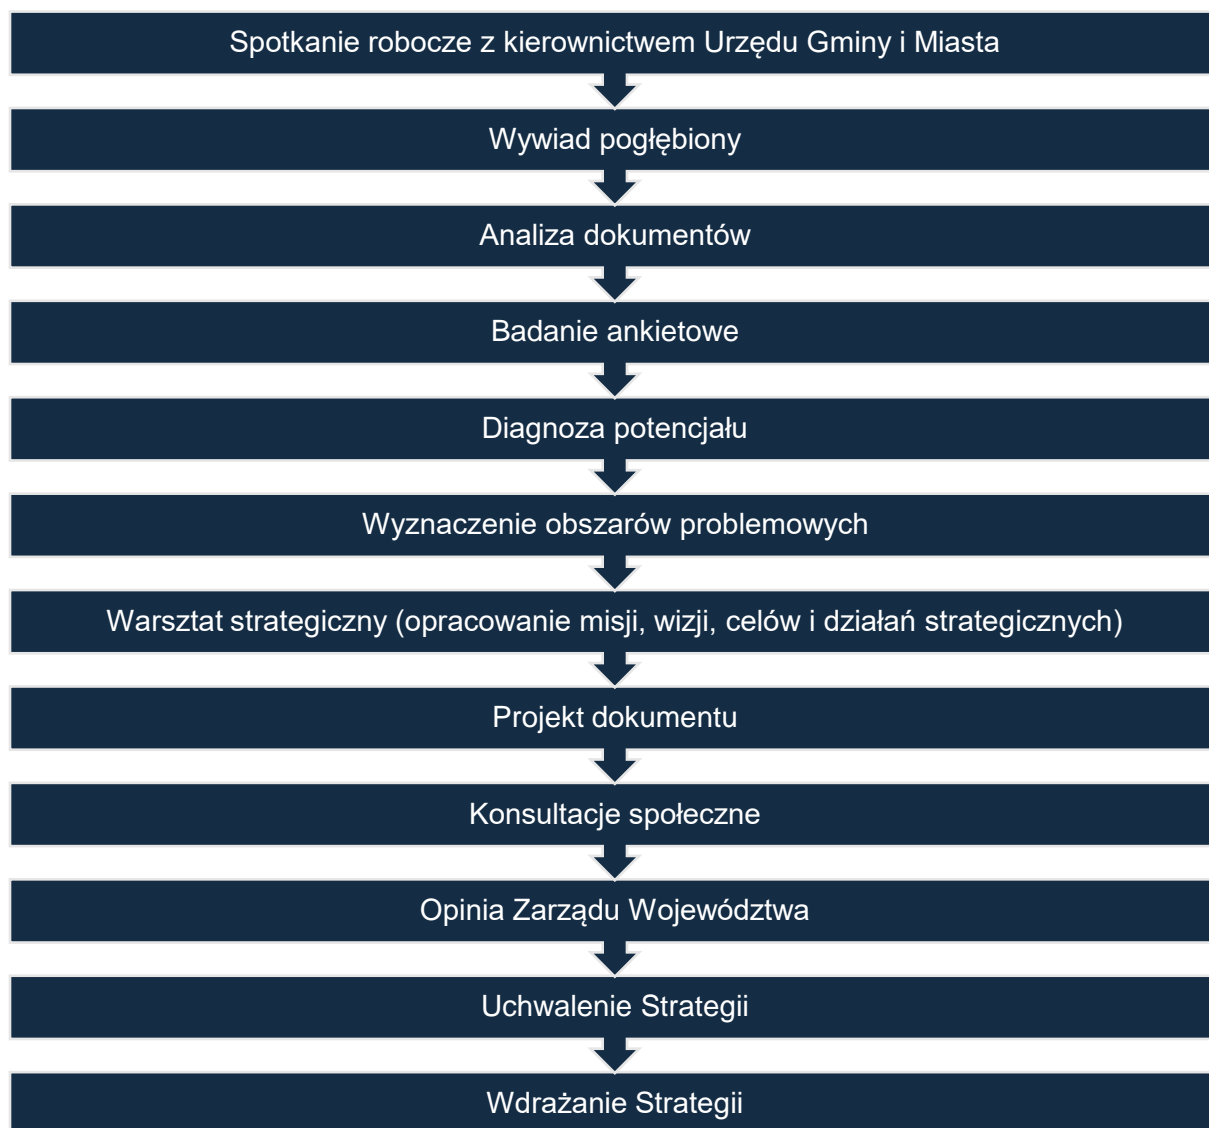 Spotkanie robocze z kierownictwem Urzędu Gminy i Miasta
Wywiad pogłębiony
Analiza dokumentów
Badanie ankietowe
Diagnoza potencjału
Wyznaczenie obszarów problemowych
Warsztat strategiczny (opracowanie misji, wizji, celów i działań strategicznych)
Projekt dokumentu
Konsultacje społeczne
Opinia Zarządu Województwa
Uchwalenie Strategii
Wdrażanie Strategii